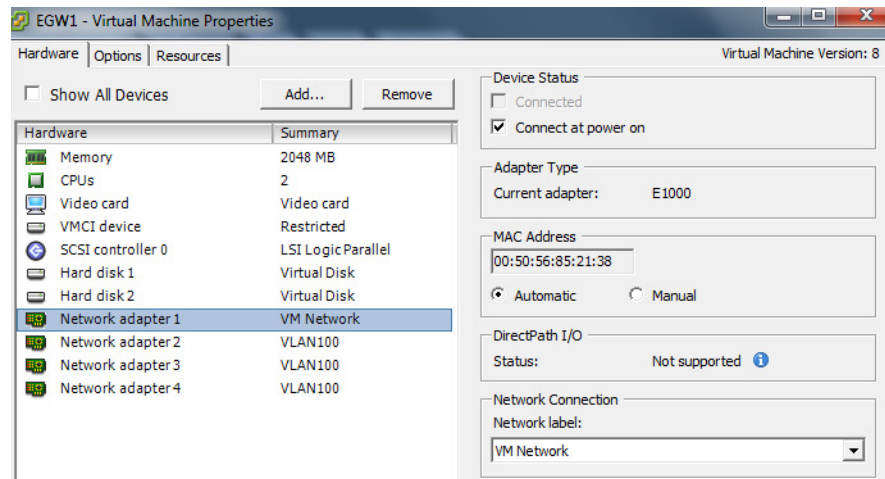 EGW1 - Virtual Machine Properties
Hardware Options Resources
Virtual Machine Version: 8
Show All Devices Add... Remove
Hardware Summary
Memory 2048 MB
CPUs 2
Video card Video card
VMCI device Restricted
SCSI controller 0 LSI Logic Parallel
Hard disk 1 Virtual Disk
Hard disk 2 Virtual Disk
Network adapter 1 VM Network
Network adapter 2 VLAN100
Network adapter 3 VLAN100
Network adapter 4 VLAN100
Device Status
Connected
Connect at power on
Adapter Type
Current adapter: E1000
MAC Address
00:50:56:85:21:38
Automatic Manual
DirectPath I/O
Status: Not supported
Network Connection
Network label:
VM Network